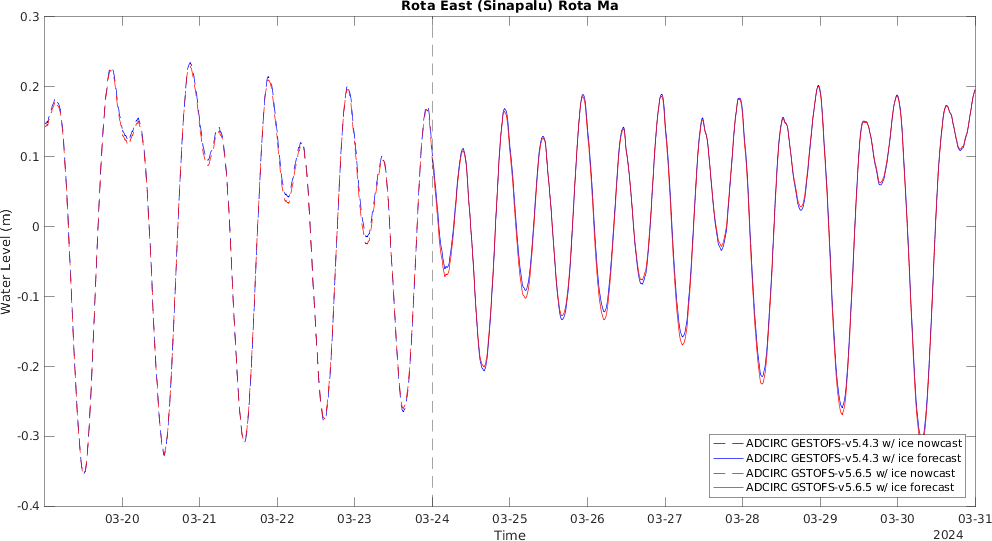 Rota East (Sinapalu) Rota Ma
Water Level (m)
0.3
0.2
0.1
0
-0.1
-0.2
-0.3
-0.4
ADCIRC GESTOFS-v5.4.3 w/ ice nowcast
ADCIRC GESTOFS-v5.4.3 w/ ice forecast
ADCIRC GSTOFS-v5.6.5 w/ ice nowcast
ADCIRC GSTOFS-v5.6.5 w/ ice forecast
03-20 03-21 03-22 03-23 03-24 03-25 03-26 03-27 03-28 03-29 03-30 03-31
Time
2024